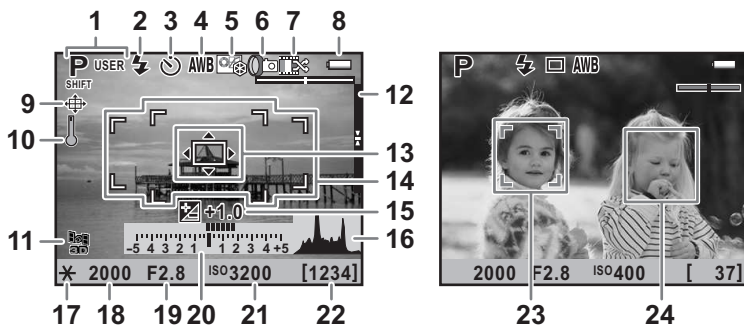 1 2 3 4 5 6 7 8
P USER AWB
SHIFT
9
10
11
3D
12
13
14
15
16
+1.0
-5 4 3 2 1 1 2 3 4 +5
2000 F2.8 ISO3200 [1234]
17 18 19 20 21 22
P AWB
2000 F2.8 ISO400 [ 37]
23 24